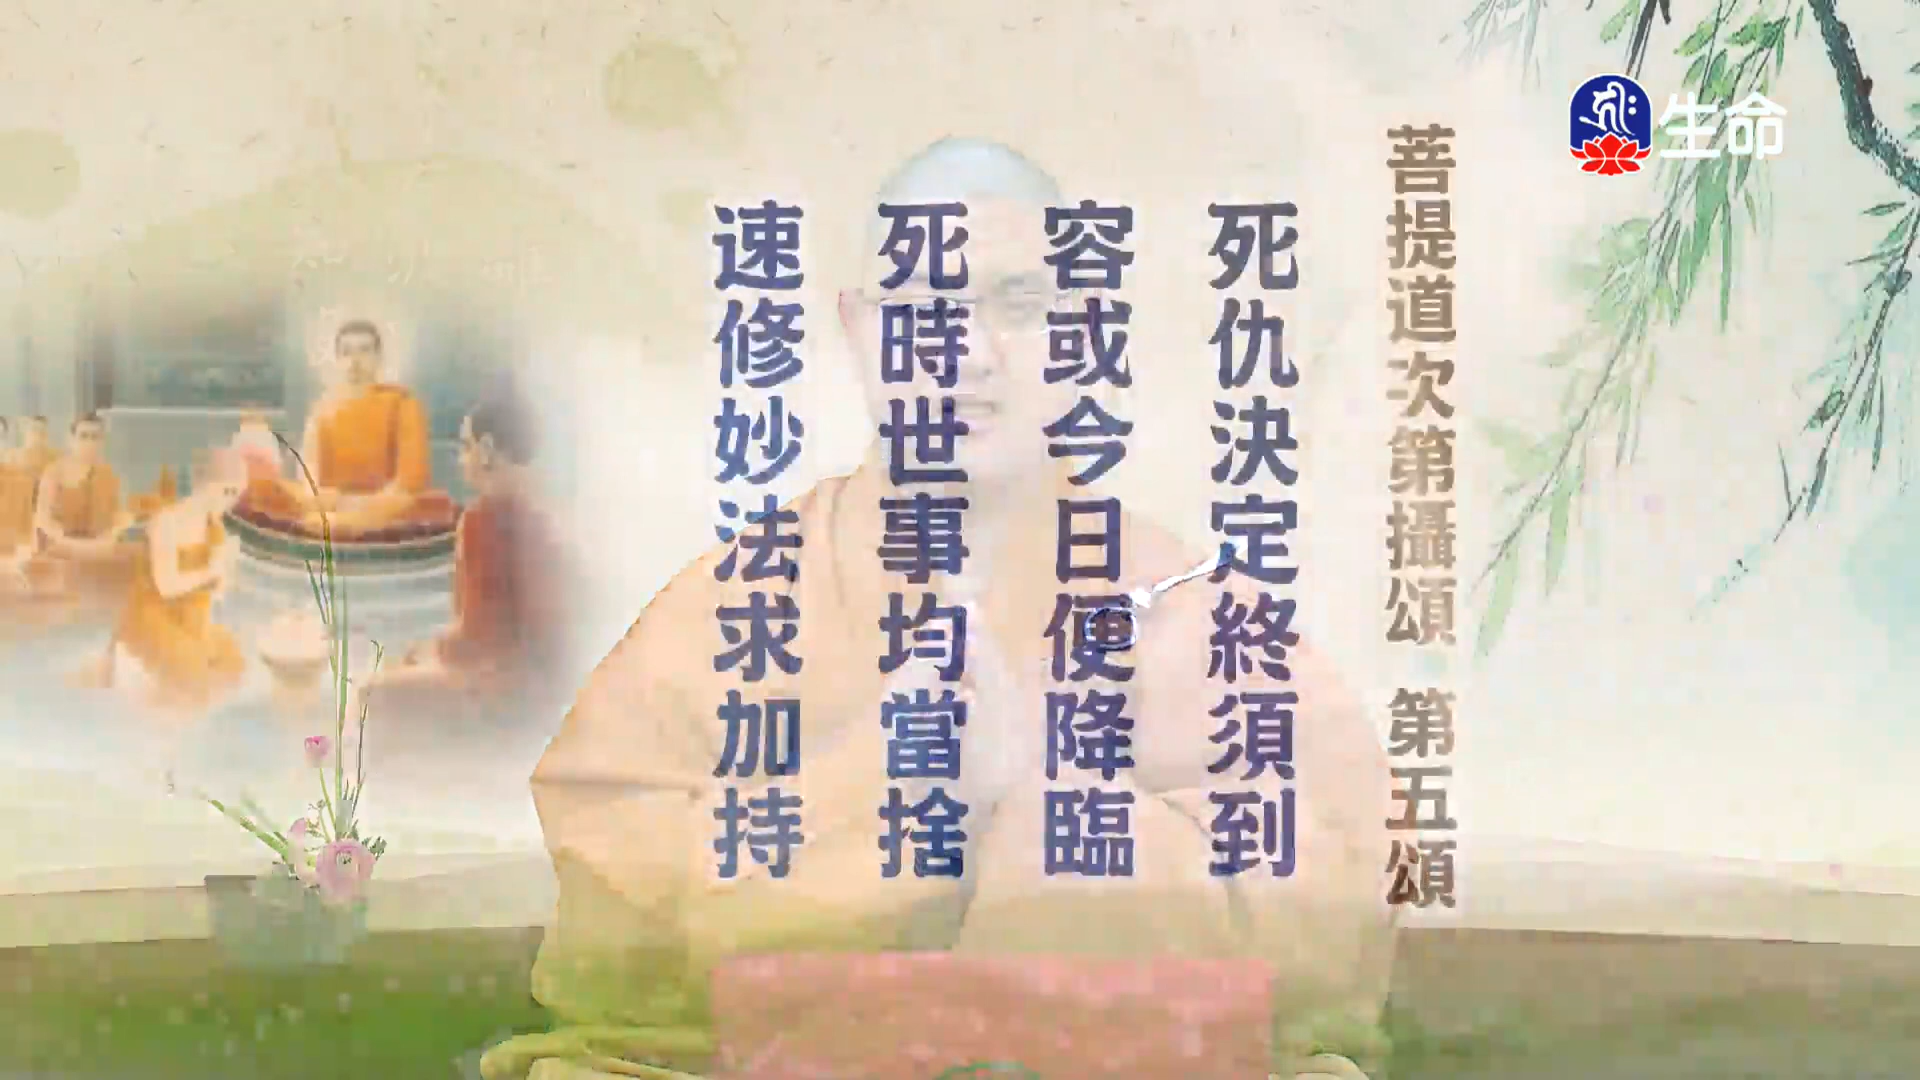 生命
菩提道次第攝頌 第五頌
死仇決定終須到
容或今日便降臨
死時世事均當捨
速修妙法求加持